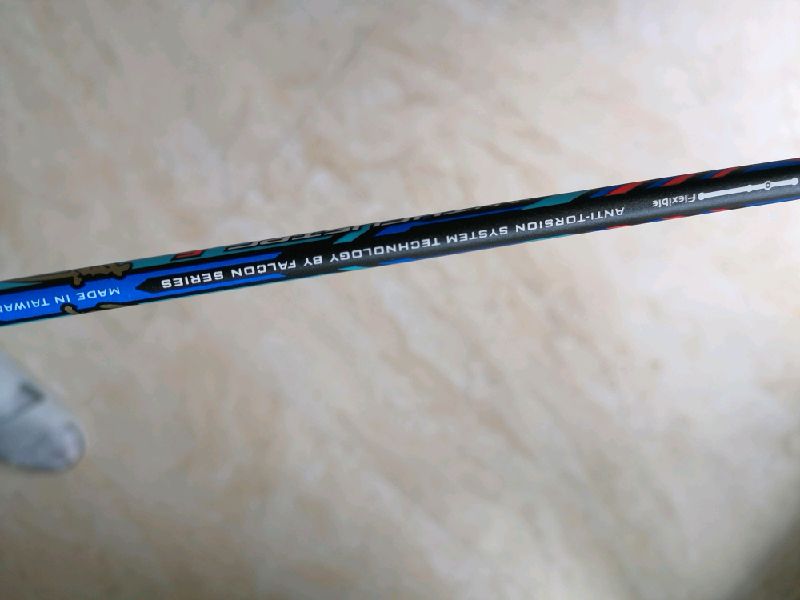 Flexible
ANTI-TORSION SYSTEM TECHNOLOGY BY FALCON SERIES
MADE IN TAIWAN